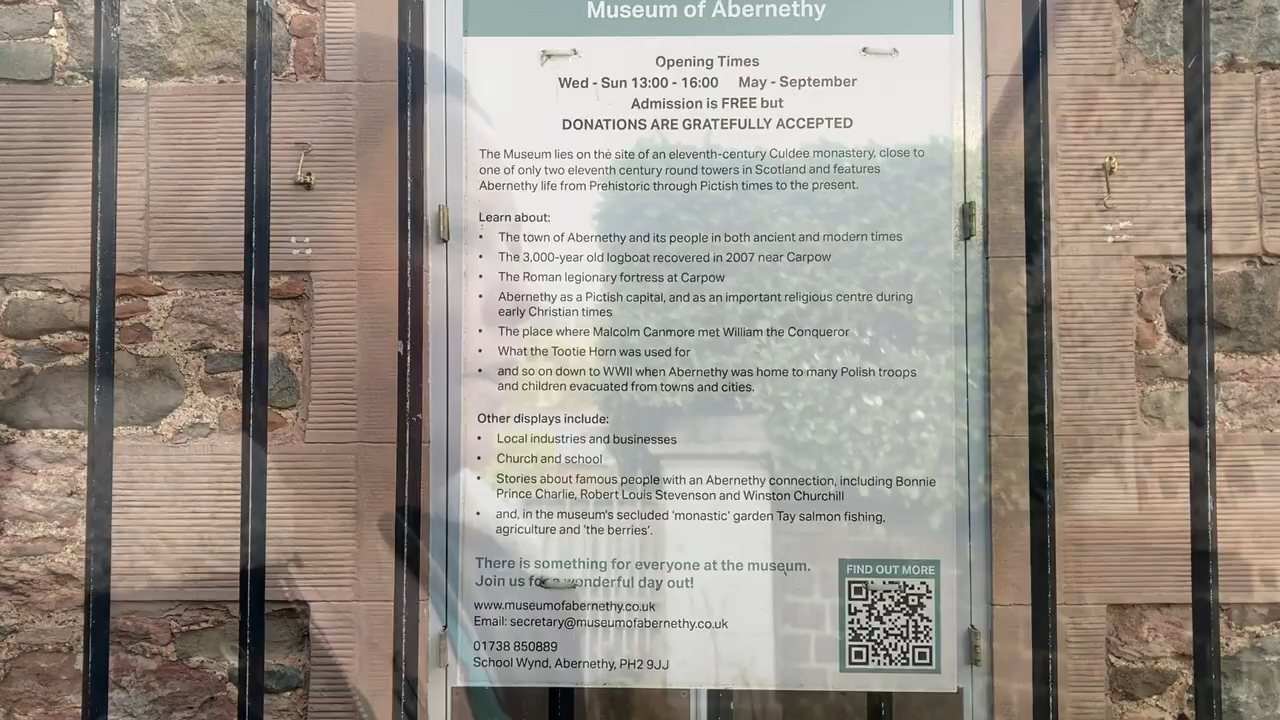 Museum of Abernethy
Opening Times
Wed - Sun 13:00 - 16:00 May - September
Admission is FREE but
DONATIONS ARE GRATEFULLY ACCEPTED
The Museum lies on the site of an eleventh-century Culdee monastery, close to
one of only two eleventh century round towers in Scotland and features
Abernethy life from Prehistoric through Pictish times to the present.
Learn about:
• The town of Abernethy and its people in both ancient and modern times
• The 3,000-year old logboat recovered in 2007 near Carpow
• The Roman legionary fortress at Carpow
• Abernethy as a Pictish capital, and as an important religious centre during
early Christian times
• The place where Malcolm Canmore met William the Conqueror
• What the Tootie Horn was used for
• and so on down to WWII when Abernethy was home to many Polish troops
and children evacuated from towns and cities.
Other displays include:
• Local industries and businesses
• Church and school
• Stories about famous people with an Abernethy connection, including Bonnie
Prince Charlie, Robert Louis Stevenson and Winston Churchill
• and, in the museum's secluded 'monastic' garden Tay salmon fishing,
agriculture and 'the berries'.
There is something for everyone at the museum.
Join us for a wonderful day out!
FIND OUT MORE
www.museumofabernethy.co.uk
Email: secretary@museumofabernethy.co.uk
01738 850889
School Wynd, Abernethy, PH2 9JJ